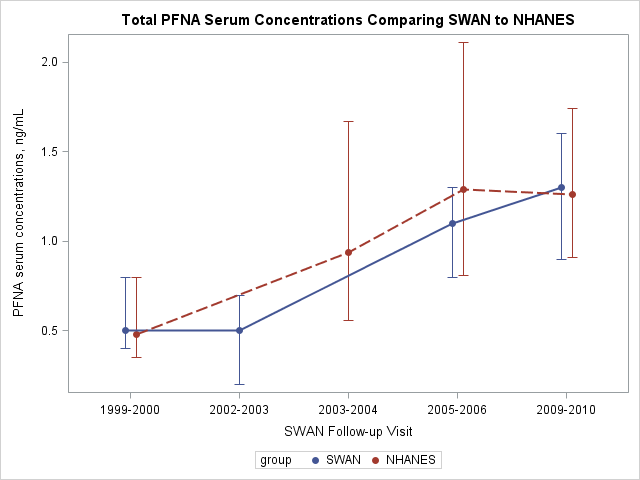 Total PFNA Serum Concentrations Comparing SWAN to NHANES
PFNA serum concentrations, ng/mL
2.0
1.5
1.0
0.5
1999-2000 2002-2003 2003-2004 2005-2006 2009-2010
SWAN Follow-up Visit
group SWAN NHANES